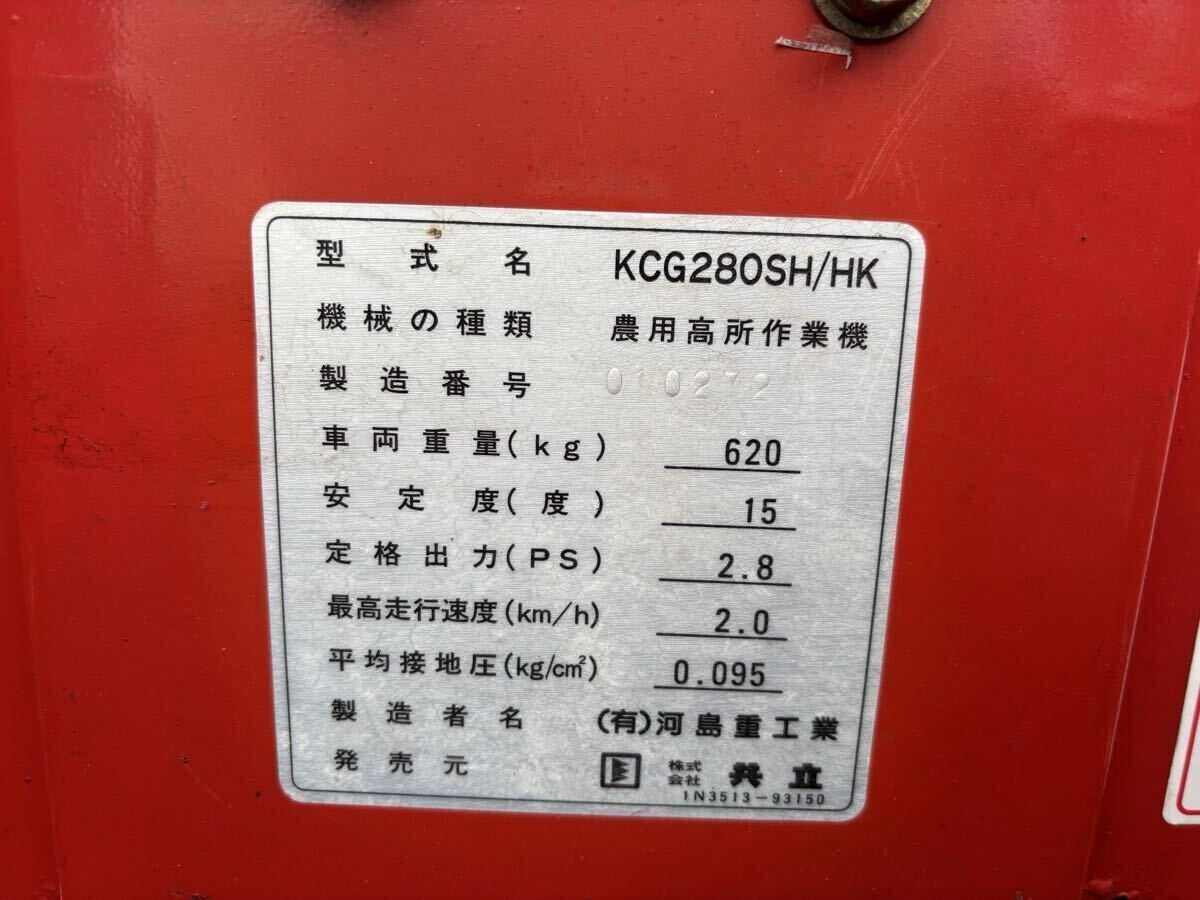 型式名 KCG280SH/HK
機械の種類 農用高所作業機
製造番号 010272
車両重量(kg) 620
安定度(度) 15
定格出力(PS) 2.8
最高走行速度(km/h) 2.0
平均接地圧(kg/cm²) 0.095
製造者名 (有)河島重工業
発売元 株式会社 共立
1N3513-93150